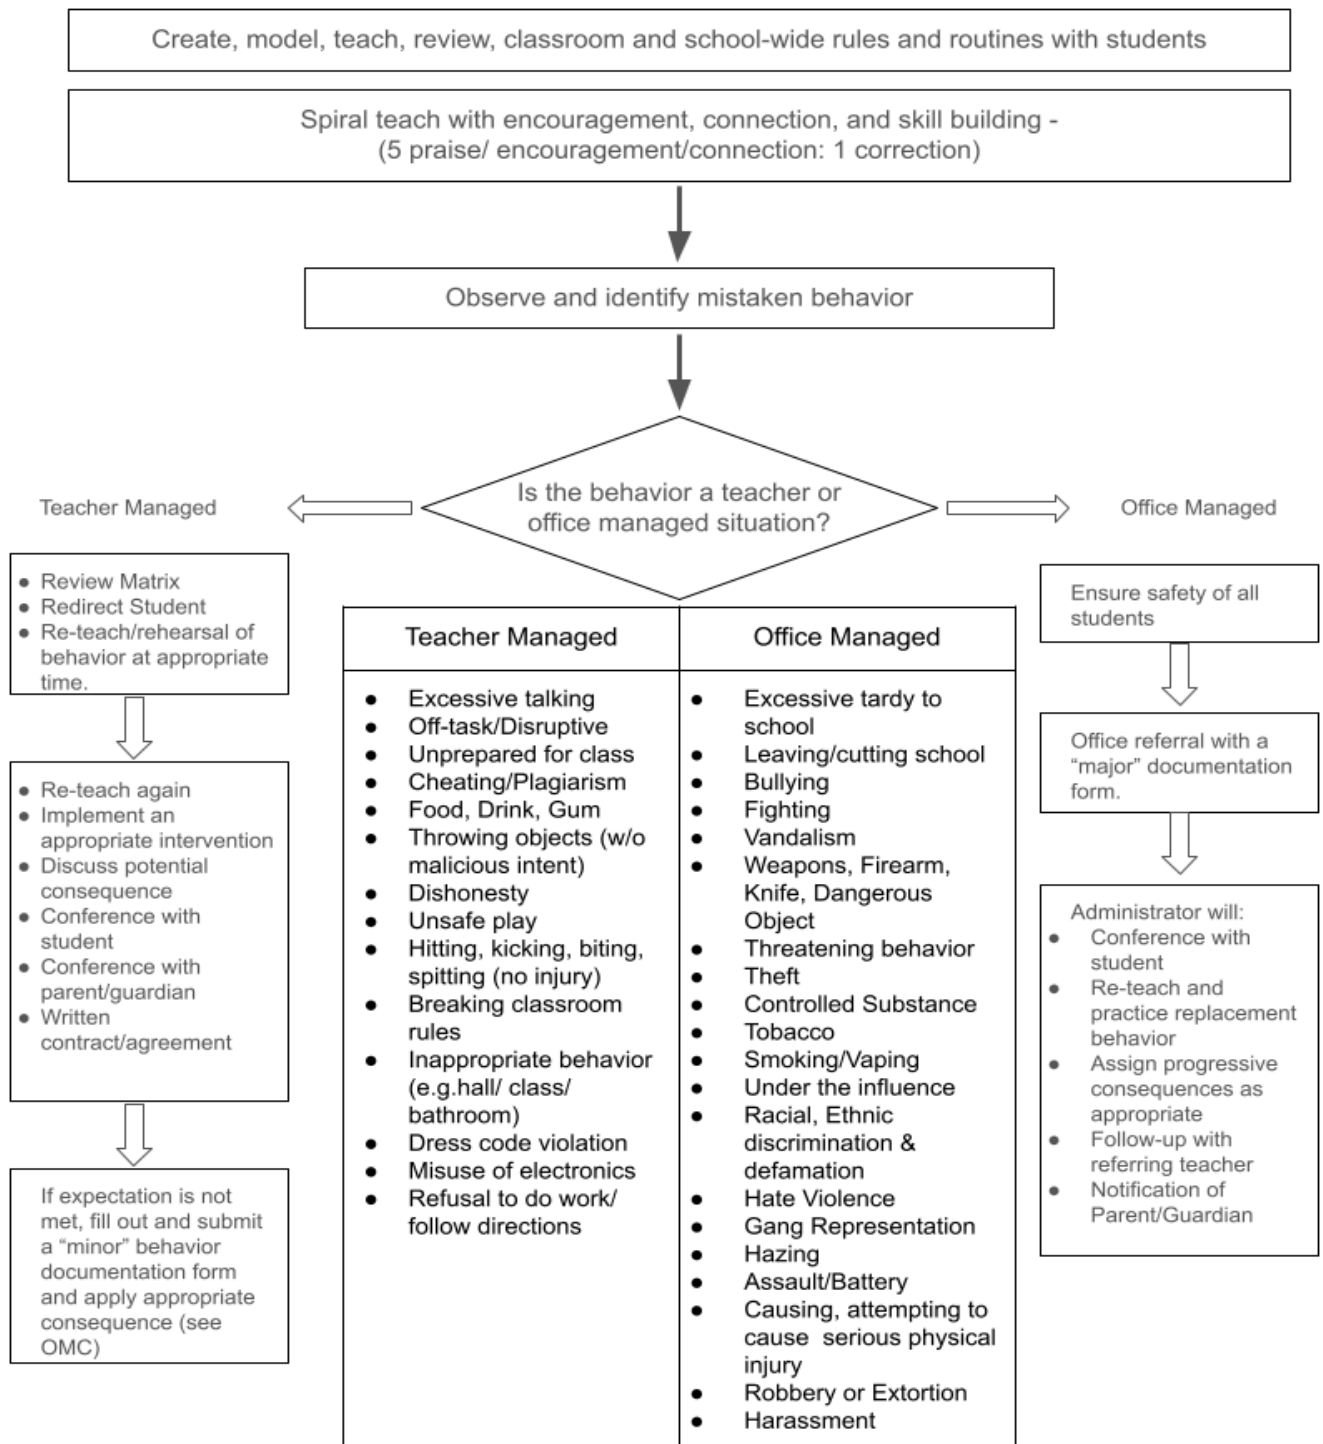 Create, model, teach, review, classroom and school-wide rules and routines with students
Spiral teach with encouragement, connection, and skill building -
(5 praise/ encouragement/connection: 1 correction)
Observe and identify mistaken behavior
Is the behavior a teacher or
office managed situation?
Teacher Managed
● Review Matrix
● Redirect Student
● Re-teach/rehearsal of
behavior at appropriate
time.
● Re-teach again
● Implement an
appropriate intervention
● Discuss potential
consequence
● Conference with
student
● Conference with
parent/guardian
● Written
contract/agreement
If expectation is not
met, fill out and submit
a “minor” behavior
documentation form
and apply appropriate
consequence (see
OMC)
Teacher Managed
● Excessive talking
● Off-task/Disruptive
● Unprepared for class
● Cheating/Plagiarism
● Food, Drink, Gum
● Throwing objects (w/o
malicious intent)
● Dishonesty
● Unsafe play
● Hitting, kicking, biting,
spitting (no injury)
● Breaking classroom
rules
● Inappropriate behavior
(e.g.hall/ class/
bathroom)
● Dress code violation
● Misuse of electronics
● Refusal to do work/
follow directions
Office Managed
● Excessive tardy to
school
● Leaving/cutting school
● Bullying
● Fighting
● Vandalism
● Weapons, Firearm,
Knife, Dangerous
Object
● Threatening behavior
● Theft
● Controlled Substance
● Tobacco
● Smoking/Vaping
● Under the influence
● Racial, Ethnic
discrimination &
defamation
● Hate Violence
● Gang Representation
● Hazing
● Assault/Battery
● Causing, attempting to
cause serious physical
injury
● Robbery or Extortion
● Harassment
Office Managed
Ensure safety of all
students
Office referral with a
“major” documentation
form.
Administrator will:
● Conference with
student
● Re-teach and
practice replacement
behavior
● Assign progressive
consequences as
appropriate
● Follow-up with
referring teacher
● Notification of
Parent/Guardian